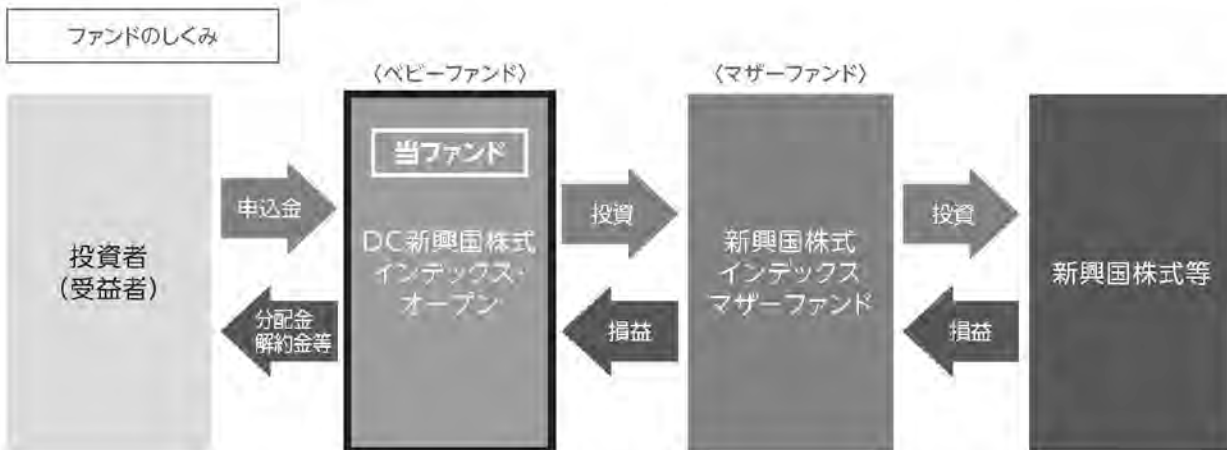 ファンドのしくみ
〈ベビーファンド〉
〈マザーファンド〉
投資者
（受益者）
申込金
分配金
解約金等
当ファンド
DC新興国株式
インデックス・
オープン
投資
損益
新興国株式
インデックス
マザーファンド
投資
損益
新興国株式等